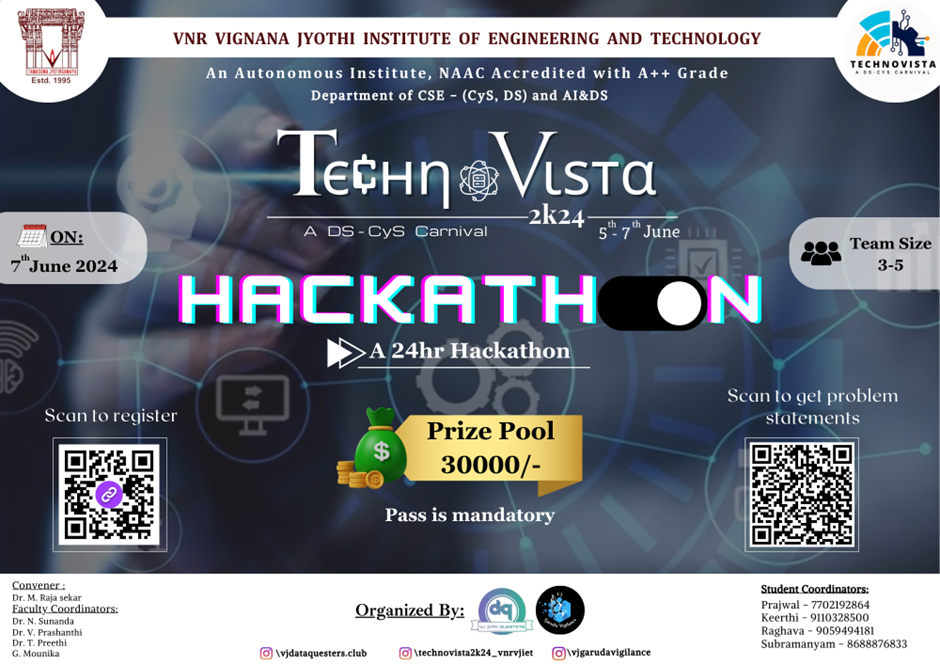 VNR VIGNANA JYOTHI INSTITUTE OF ENGINEERING AND TECHNOLOGY
Estd. 1995
TECHNOVISTA
A DS-CYS CARNIVAL
An Autonomous Institute, NAAC Accredited with A++ Grade
Department of CSE – (CyS, DS) and AI&DS
TechnoVista
2k24
A DS-CyS Carnival
5th - 7th June
ON:
7th June 2024
Team Size
3-5
HACKATHON
A 24hr Hackathon
Scan to register
Scan to get problem
statements
Prize Pool
30000/-
Pass is mandatory
Convener :
Dr. M. Raja sekar
Faculty Coordinators:
Dr. N. Sunanda
Dr. V. Prashanthi
Dr. T. Preethi
G. Mounika
Organized By:
dq
\vjdataquesters.club
\technovista2k24_vnrvjiet
\vjgarudavigilance
Student Coordinators:
Prajwal - 7702192864
Keerthi - 9110328500
Raghava - 9059494181
Subramanyam - 8688876833